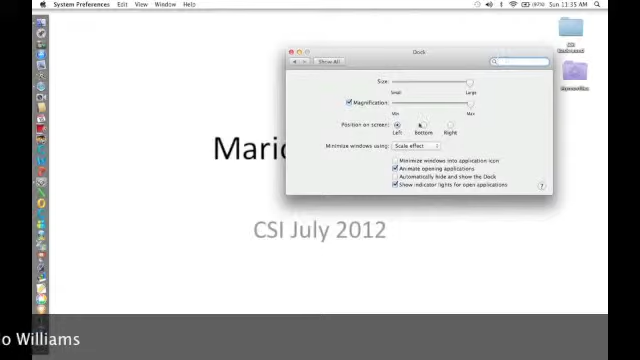 System Preferences Edit View Window Help
(97%) Sun 11:35 AM
Dock
Show All
Size:
Small Large
Magnification:
Min Max
Position on screen:
Left Bottom Right
Minimize windows using: Scale effect
Minimize windows into application icon
Animate opening applications
Automatically hide and show the Dock
Show indicator lights for open applications
?
Mario
CSI July 2012
o Williams